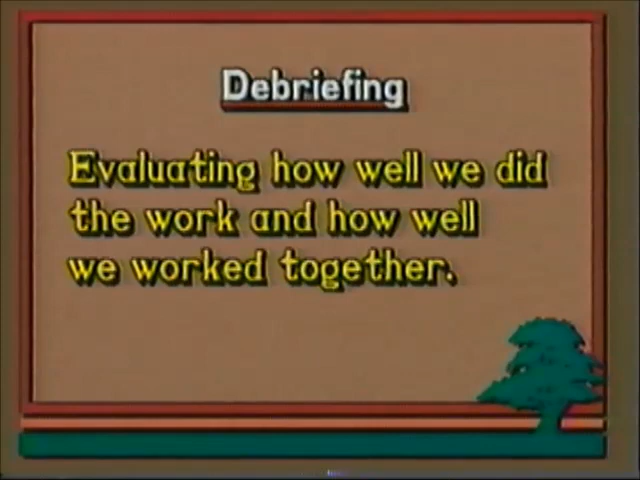 Debriefing
Evaluating how well we did
the work and how well
we worked together.